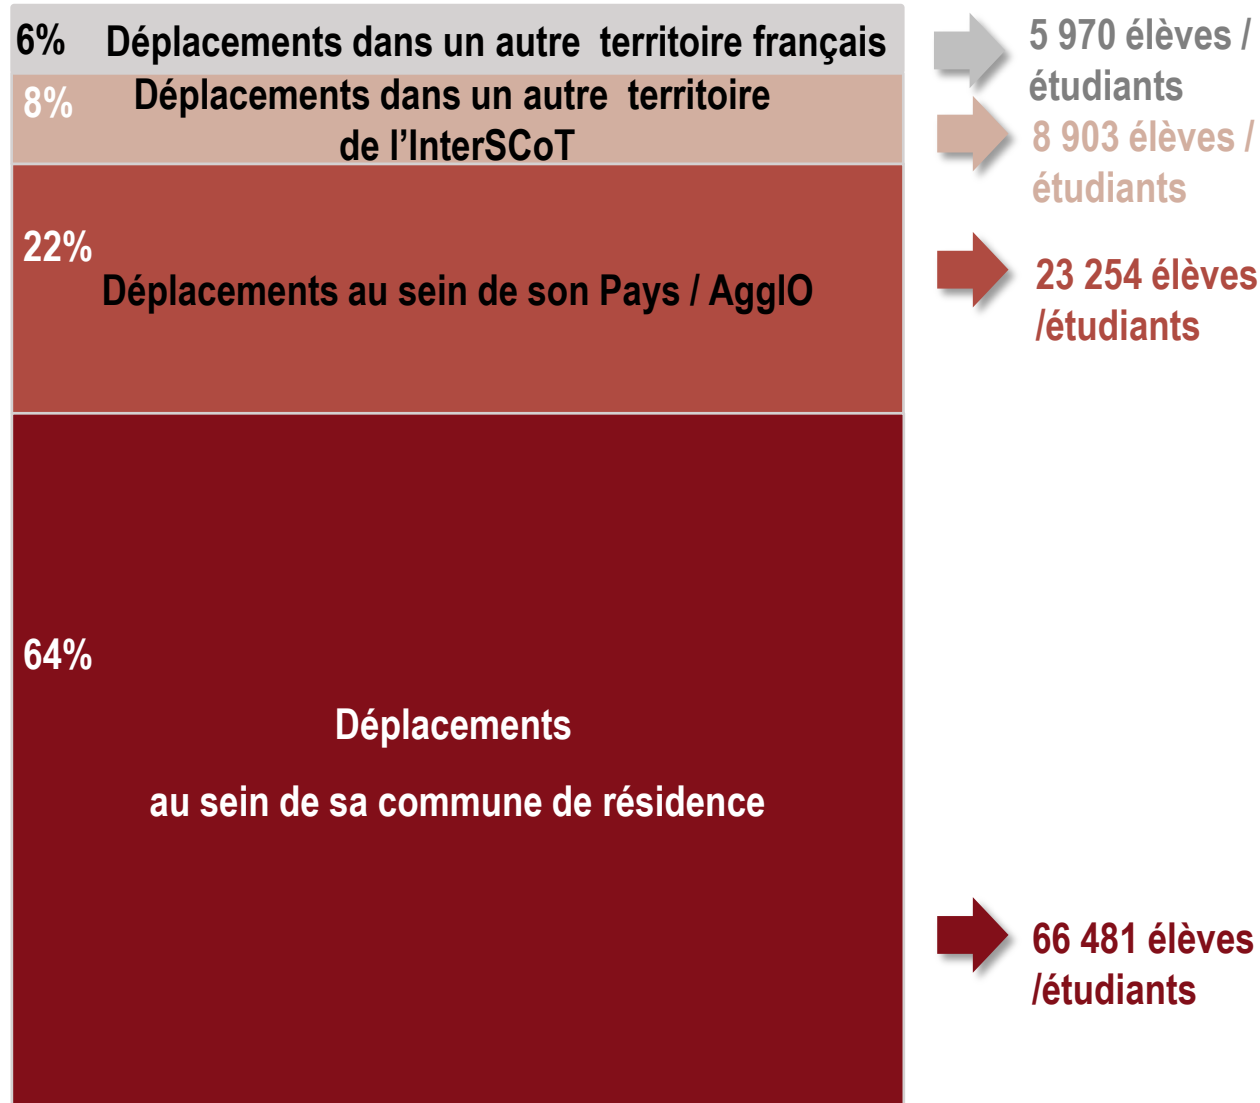 6% Déplacements dans un autre territoire français
8% Déplacements dans un autre territoire
de l'InterSCoT
22%
Déplacements au sein de son Pays / AgglO
64%
Déplacements
au sein de sa commune de résidence
5 970 élèves /
étudiants
8 903 élèves /
étudiants
23 254 élèves
/étudiants
66 481 élèves
/étudiants